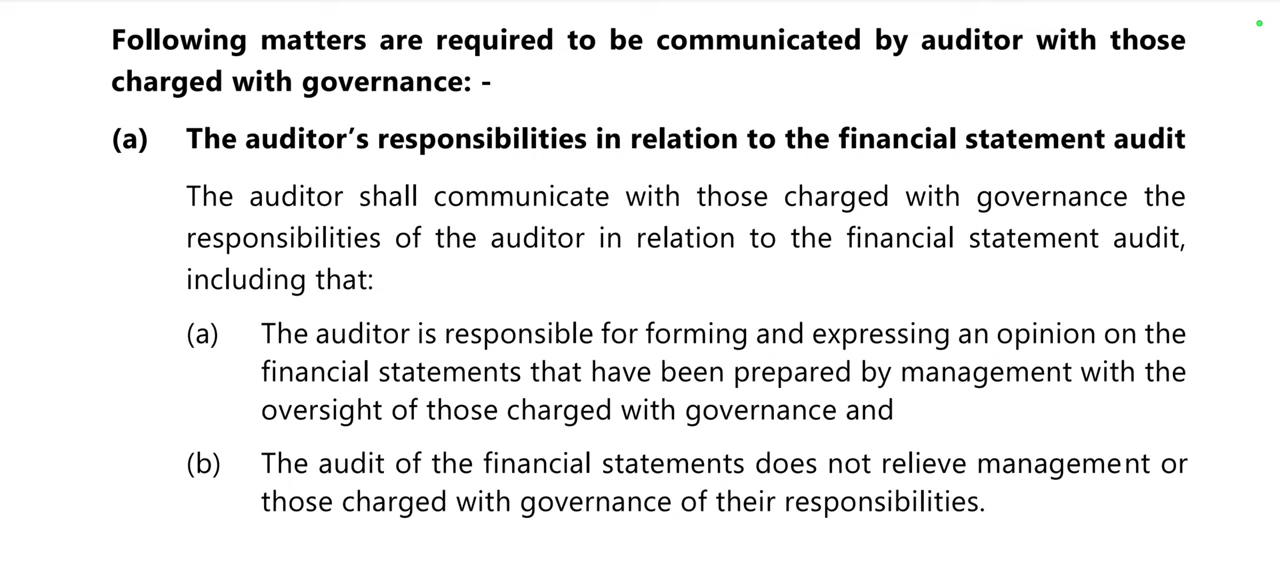 Following matters are required to be communicated by auditor with those
charged with governance: -
(a) The auditor’s responsibilities in relation to the financial statement audit
The auditor shall communicate with those charged with governance the
responsibilities of the auditor in relation to the financial statement audit,
including that:
(a) The auditor is responsible for forming and expressing an opinion on the
financial statements that have been prepared by management with the
oversight of those charged with governance and
(b) The audit of the financial statements does not relieve management or
those charged with governance of their responsibilities.